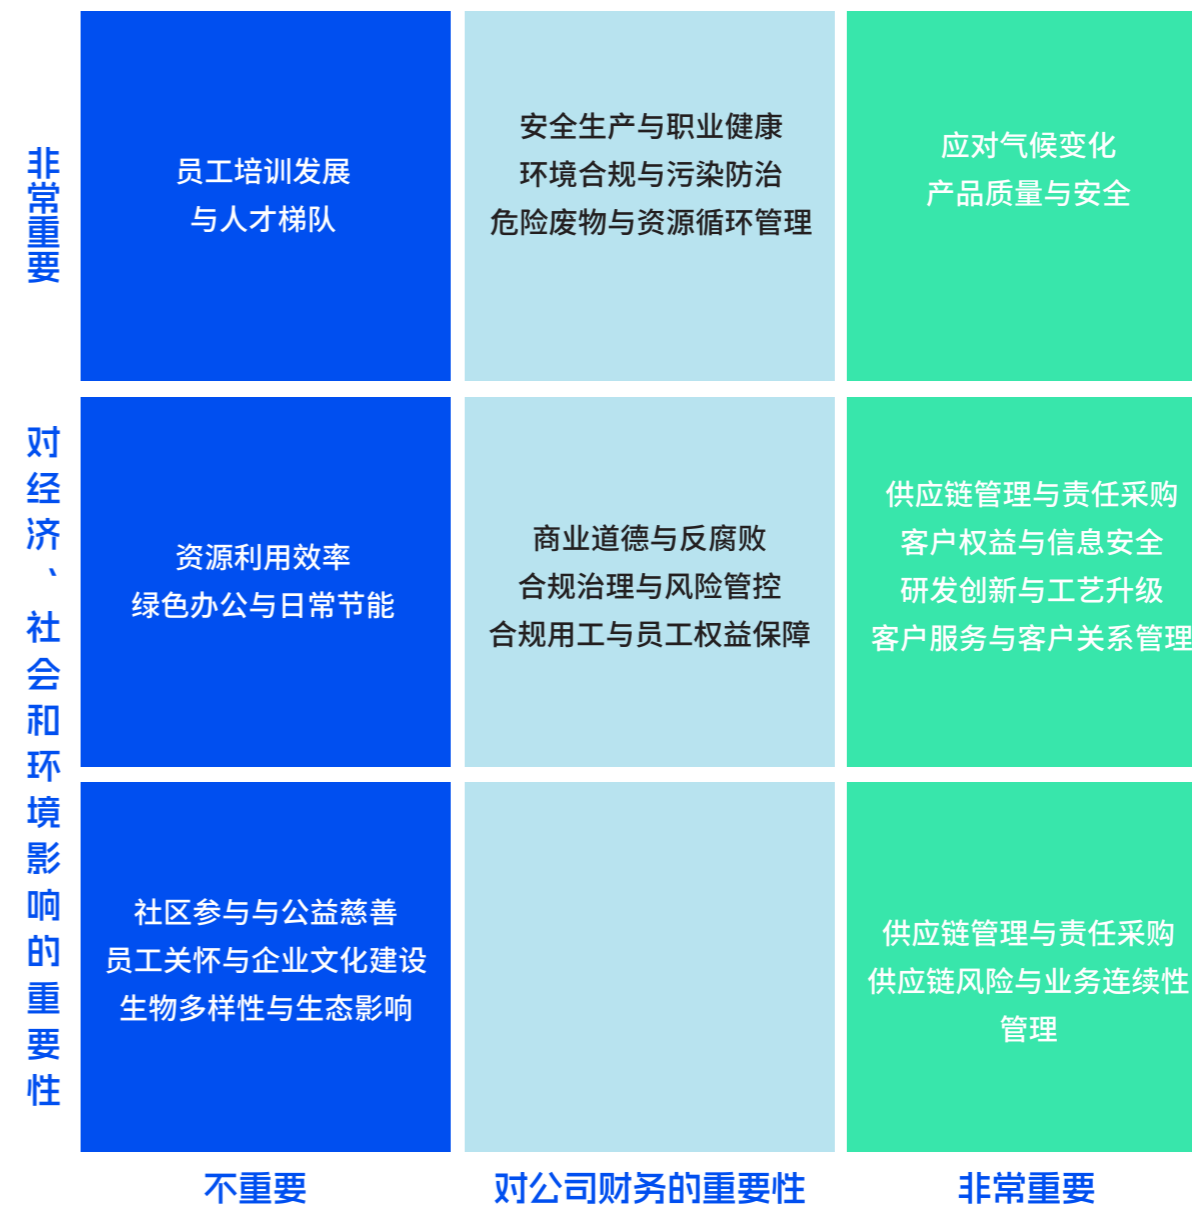 非常重要
员工培训发展
与人才梯队
安全生产与职业健康
环境合规与污染防治
危险废物与资源循环管理
应对气候变化
产品质量与安全
对经济、社会和环境影响的重要性
资源利用效率
绿色办公与日常节能
商业道德与反腐败
合规治理与风险管控
合规用工与员工权益保障
供应链管理与责任采购
客户权益与信息安全
研发创新与工艺升级
客户服务与客户关系管理
社区参与与公益慈善
员工关怀与企业文化建设
生物多样性与生态影响
供应链管理与责任采购
供应链风险与业务连续性
管理
不重要
对公司财务的重要性
非常重要